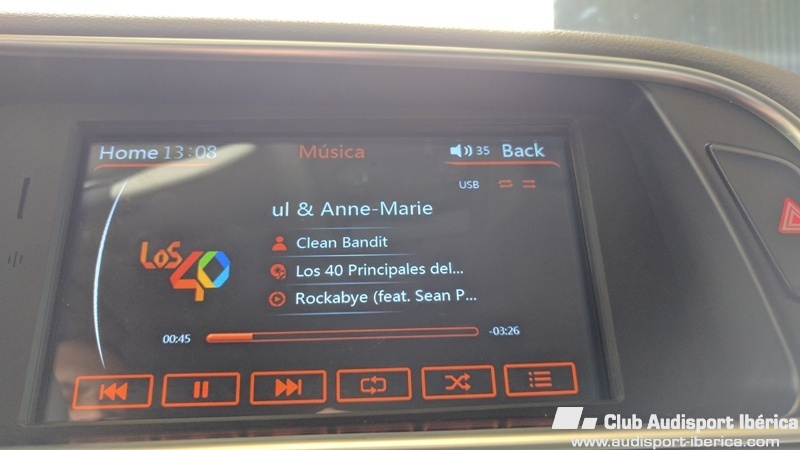 Home 13:08 Música 35 Back
USB
ul & Anne-Marie
Clean Bandit
Los 40
Los 40 Principales del...
Rockabye (feat. Sean P...
00:45 -03:26
Club Audisport Ibérica
www.audisport-iberica.com